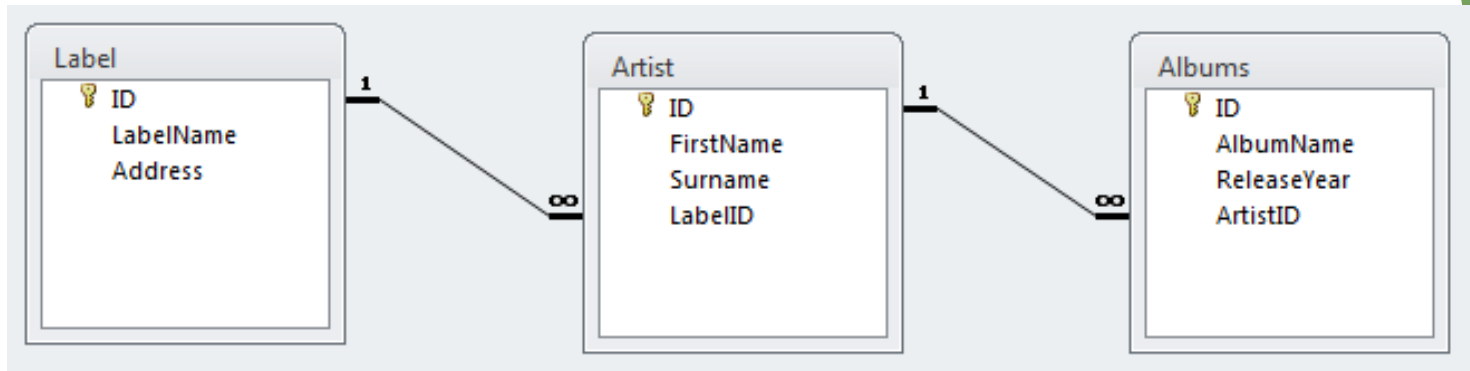 Label
ID
LabelName
Address
1
∞
Artist
ID
FirstName
Surname
LabelID
1
∞
Albums
ID
AlbumName
ReleaseYear
ArtistID